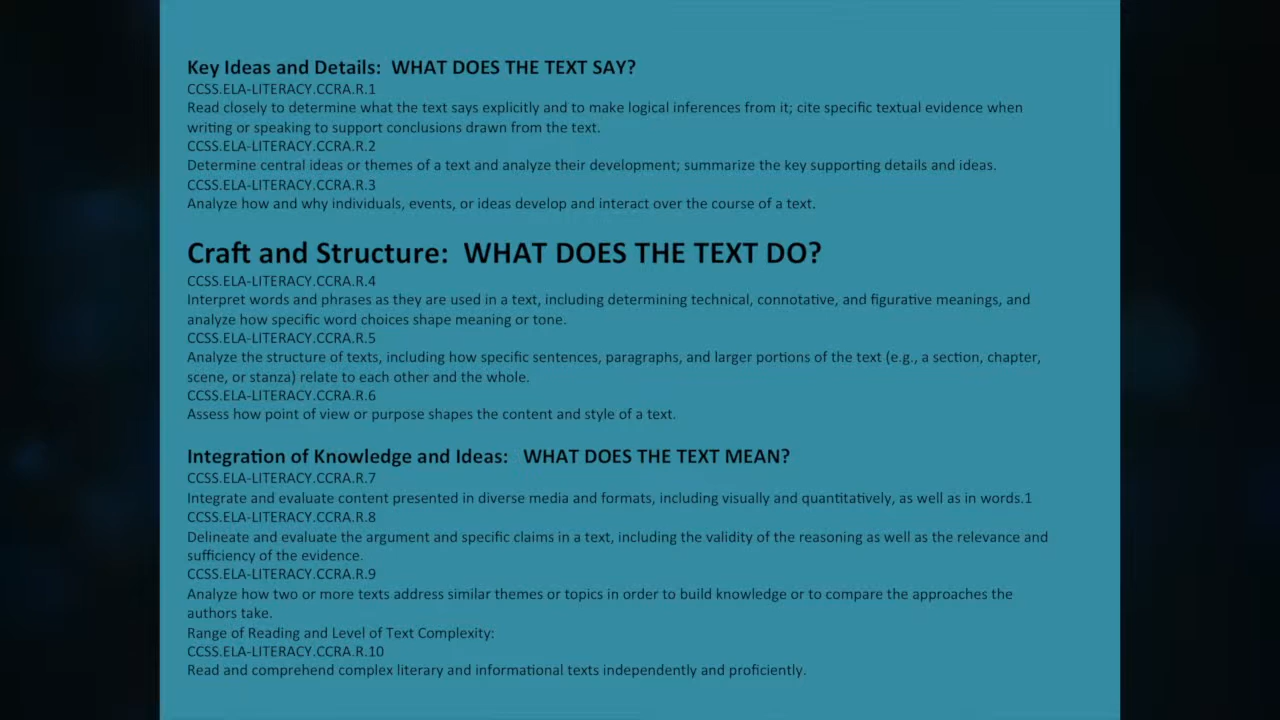 Key Ideas and Details:  WHAT DOES THE TEXT SAY?
CCSS.ELA-LITERACY.CCRA.R.1
Read closely to determine what the text says explicitly and to make logical inferences from it; cite specific textual evidence when
writing or speaking to support conclusions drawn from the text.
CCSS.ELA-LITERACY.CCRA.R.2
Determine central ideas or themes of a text and analyze their development; summarize the key supporting details and ideas.
CCSS.ELA-LITERACY.CCRA.R.3
Analyze how and why individuals, events, or ideas develop and interact over the course of a text.
Craft and Structure:  WHAT DOES THE TEXT DO?
CCSS.ELA-LITERACY.CCRA.R.4
Interpret words and phrases as they are used in a text, including determining technical, connotative, and figurative meanings, and
analyze how specific word choices shape meaning or tone.
CCSS.ELA-LITERACY.CCRA.R.5
Analyze the structure of texts, including how specific sentences, paragraphs, and larger portions of the text (e.g., a section, chapter,
scene, or stanza) relate to each other and the whole.
CCSS.ELA-LITERACY.CCRA.R.6
Assess how point of view or purpose shapes the content and style of a text.
Integration of Knowledge and Ideas:   WHAT DOES THE TEXT MEAN?
CCSS.ELA-LITERACY.CCRA.R.7
Integrate and evaluate content presented in diverse media and formats, including visually and quantitatively, as well as in words.1
CCSS.ELA-LITERACY.CCRA.R.8
Delineate and evaluate the argument and specific claims in a text, including the validity of the reasoning as well as the relevance and
sufficiency of the evidence.
CCSS.ELA-LITERACY.CCRA.R.9
Analyze how two or more texts address similar themes or topics in order to build knowledge or to compare the approaches the
authors take.
Range of Reading and Level of Text Complexity:
CCSS.ELA-LITERACY.CCRA.R.10
Read and comprehend complex literary and informational texts independently and proficiently.